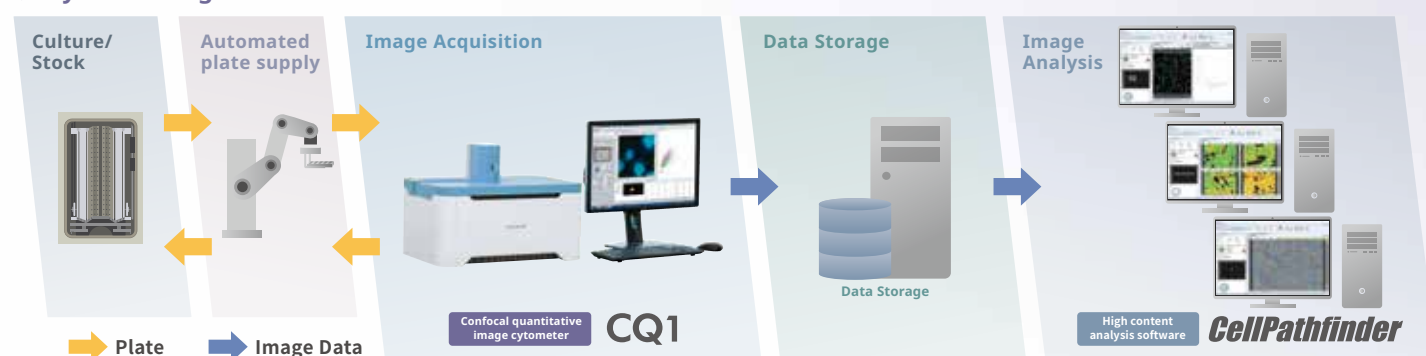 Culture/
Stock
Automated
plate supply
Image Acquisition
Data Storage
Image
Analysis
Data Storage
Confocal quantitative
image cytometer
CQ1
High content
analysis software
CellPathfinder
Plate
Image Data